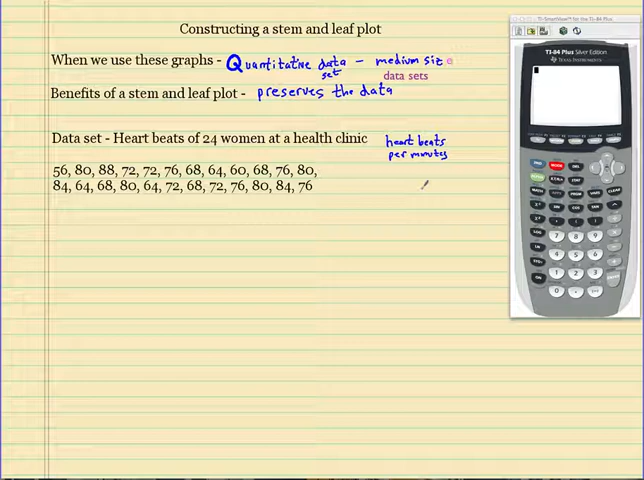 Constructing a stem and leaf plot
When we use these graphs - Quantitative data set - medium size data sets
Benefits of a stem and leaf plot - preserves the data
Data set - Heart beats of 24 women at a health clinic
heart beats
per minutes
56, 80, 88, 72, 72, 76, 68, 64, 60, 68, 76, 80,
84, 64, 68, 80, 64, 72, 68, 72, 76, 80, 84, 76
TI-84 Plus Silver Edition
TEXAS INSTRUMENTS